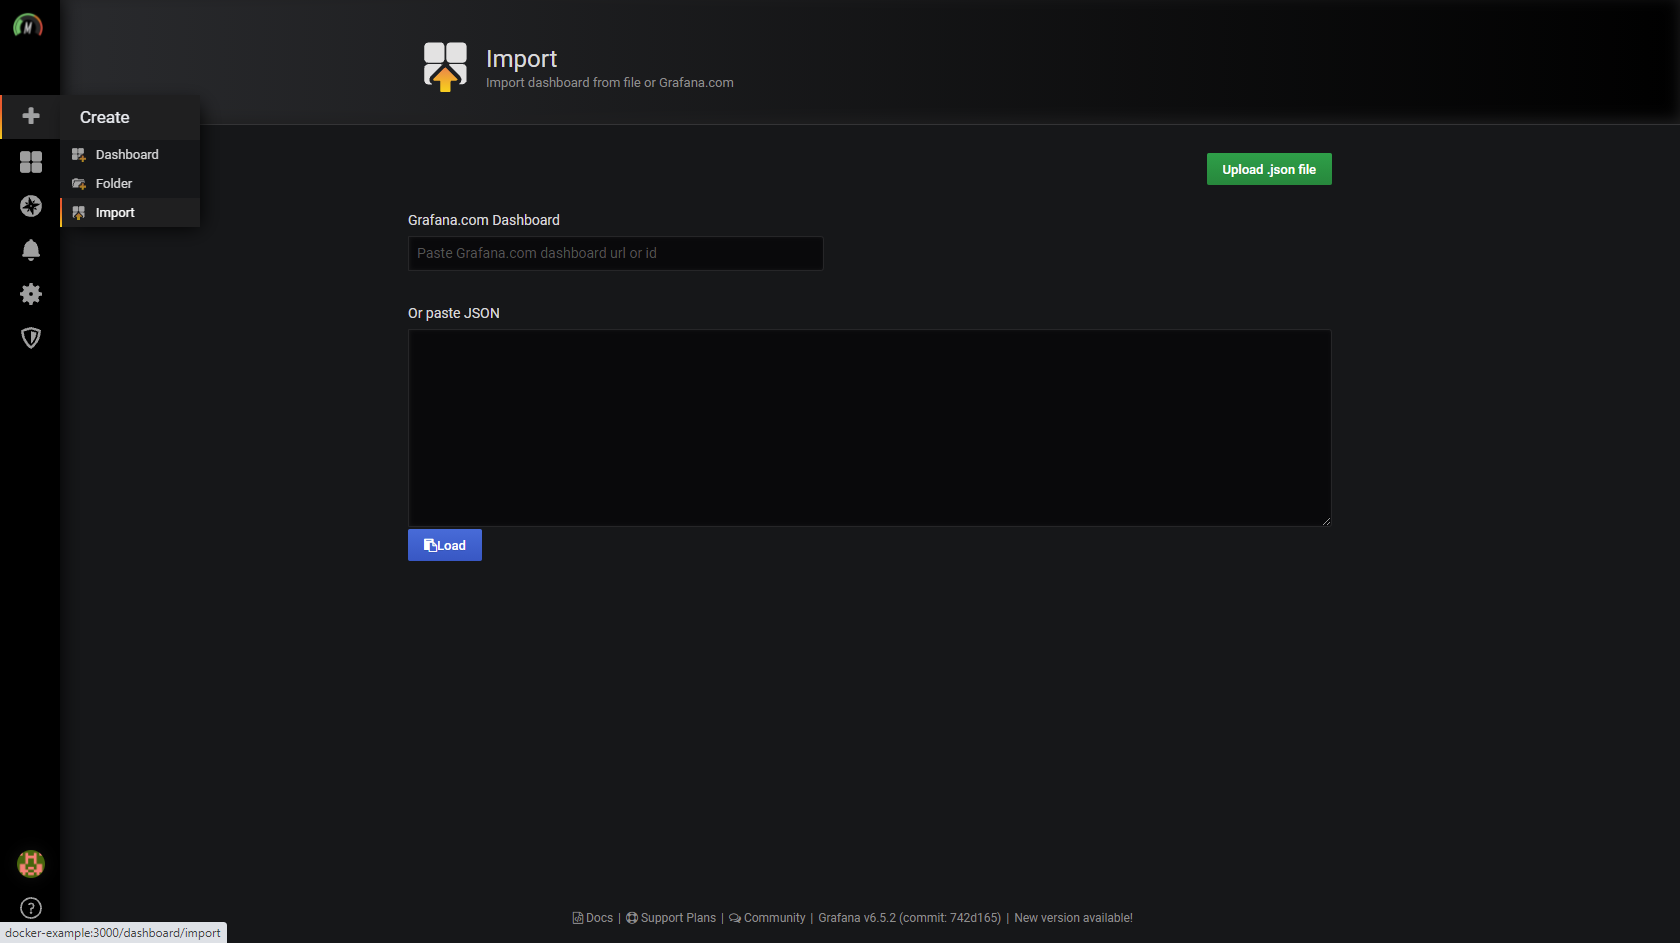 M
Import
Import dashboard from file or Grafana.com
Create
Dashboard
Folder
Import
Upload .json file
Grafana.com Dashboard
Paste Grafana.com dashboard url or id
Or paste JSON
Load
Docs | Support Plans | Community | Grafana v6.5.2 (commit: 742d165) | New version available!
?
docker-example:3000/dashboard/import